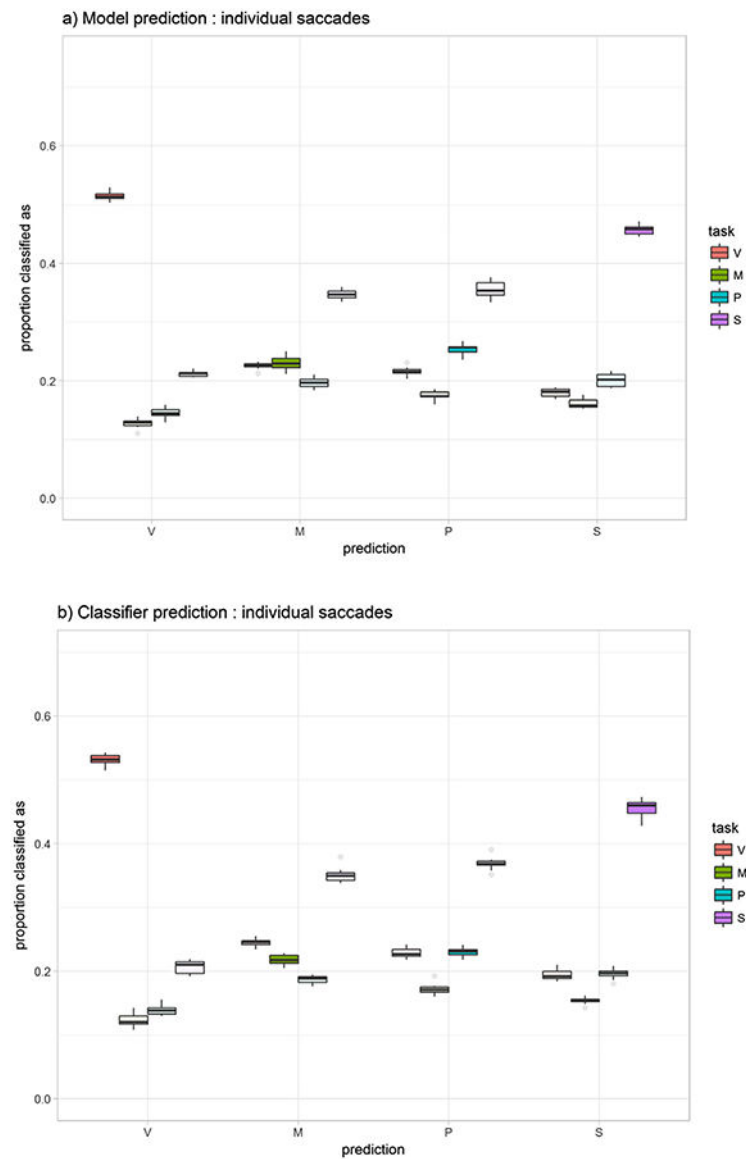 a) Model prediction : individual saccades
proportion classified as
0.6
0.4
0.2
0.0
V
M
P
S
prediction
task
V
M
P
S
b) Classifier prediction : individual saccades
proportion classified as
0.6
0.4
0.2
0.0
V
M
P
S
prediction
task
V
M
P
S